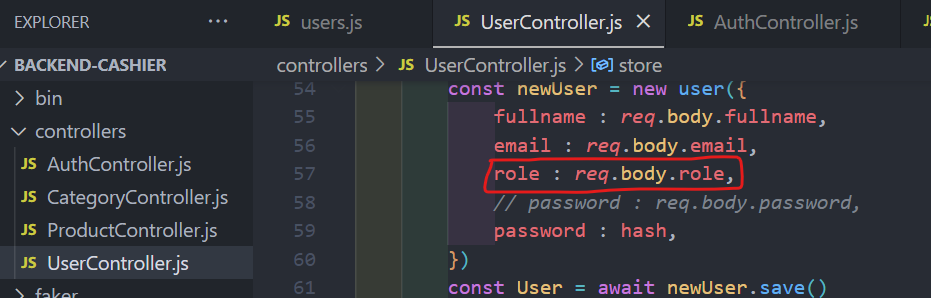 EXPLORER ...
JS users.js
JS UserController.js ×
JS AuthController.js
BACKEND-CASHIER
bin
controllers
JS AuthController.js
JS CategoryController.js
JS ProductController.js
JS UserController.js
faker
controllers > JS UserController.js > store
54 const newUser = new user({
55 fullname : req.body.fullname,
56 email : req.body.email,
57 role : req.body.role,
58 // password : req.body.password,
59 password : hash,
60 })
61 const User = await newUser.save()